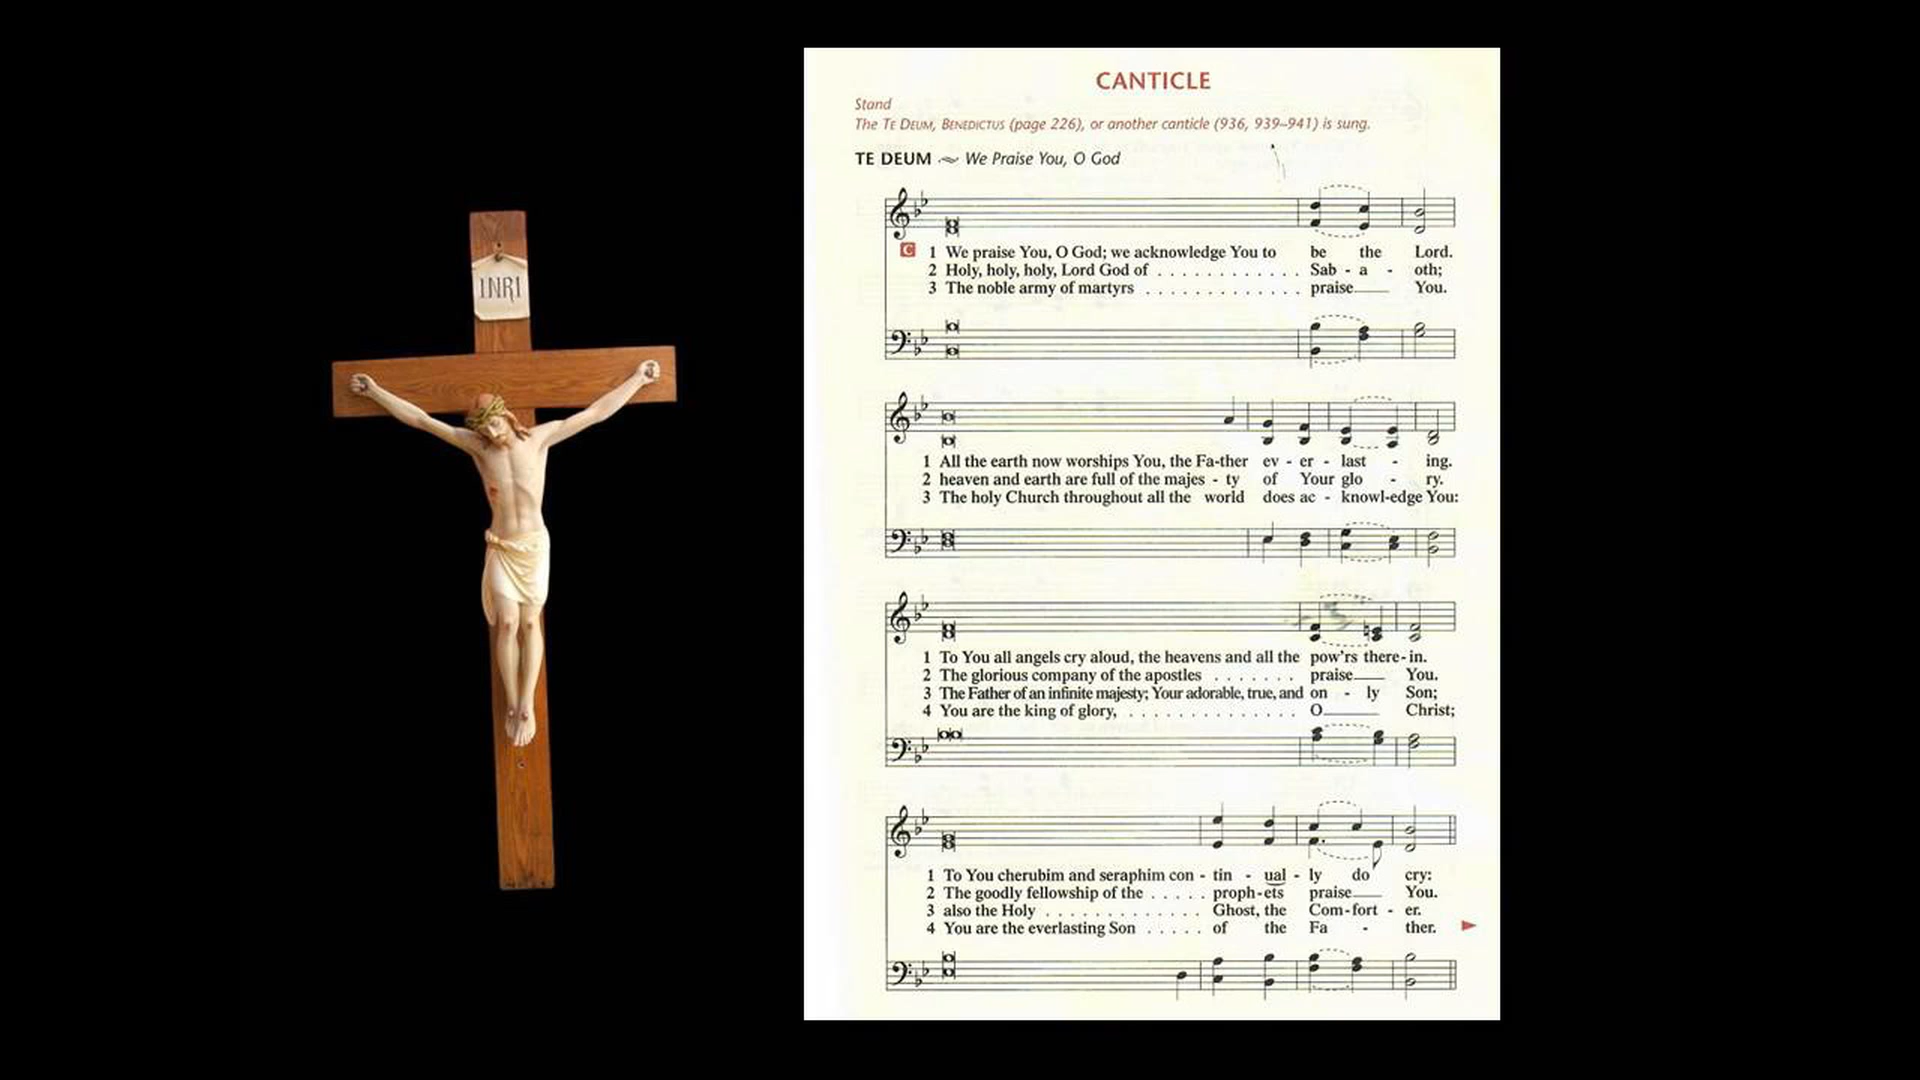 INRI
CANTICLE
Stand
The TE DEUM, BENEDICTUS (page 226), or another canticle (936, 939–941) is sung.
TE DEUM We Praise You, O God
C 1 We praise You, O God; we acknowledge You to be the Lord.
2 Holy, holy, holy, Lord God of . . . . . . . . . . . . Sab - a - oth;
3 The noble army of martyrs . . . . . . . . . . . . . praise___ You.
1 All the earth now worships You, the Fa-ther ev - er - last - ing.
2 heaven and earth are full of the majes - ty of Your glo - ry.
3 The holy Church throughout all the world does ac - knowl-edge You:
1 To You all angels cry aloud, the heavens and all the pow'rs there-in.
2 The glorious company of the apostles . . . . . . . praise___ You.
3 The Father of an infinite majesty; Your adorable, true, and on - ly Son;
4 You are the king of glory, . . . . . . . . . . . . . . O___ Christ;
1 To You cherubim and seraphim con - tin - ual - ly do cry:
2 The goodly fellowship of the . . . . . proph-ets praise___ You.
3 also the Holy . . . . . . . . . . . . . Ghost, the Com-fort - er.
4 You are the everlasting Son . . . . . of the Fa - ther.